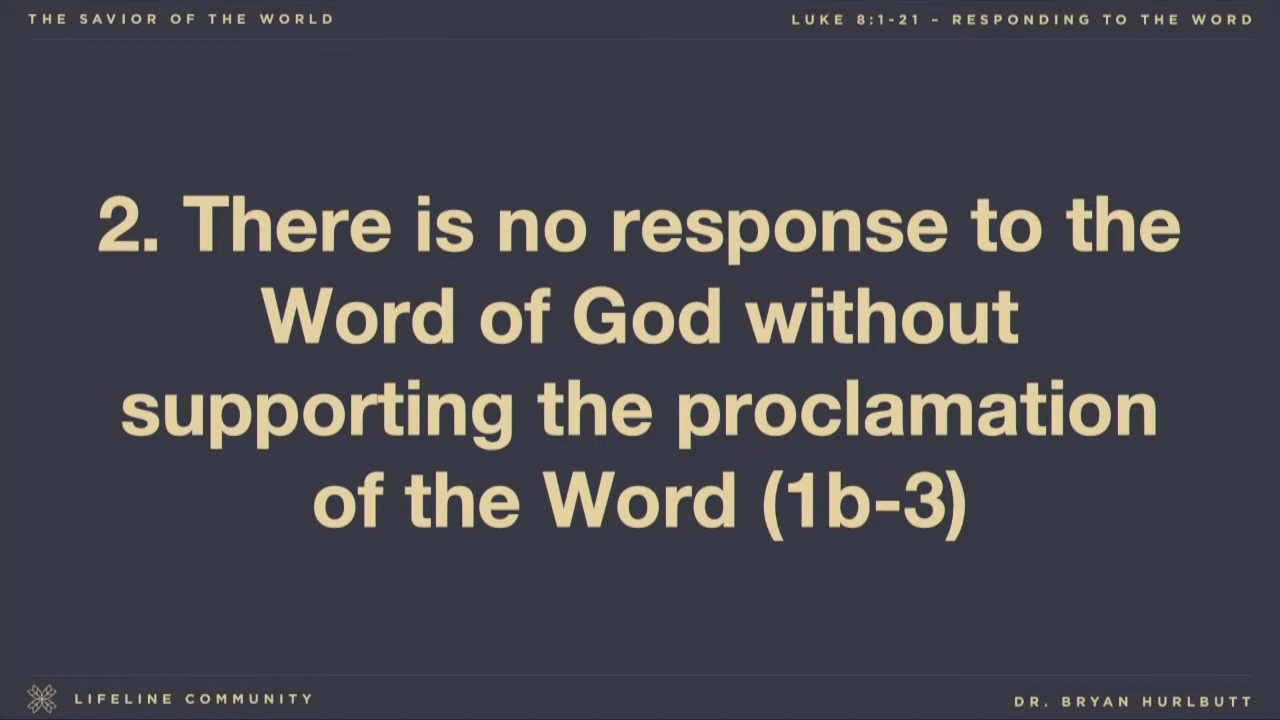 THE SAVIOR OF THE WORLD
LUKE 8:1-21 – RESPONDING TO THE WORD
2. There is no response to the
Word of God without
supporting the proclamation
of the Word (1b-3)
LIFELINE COMMUNITY
DR. BRYAN HURLBUTT